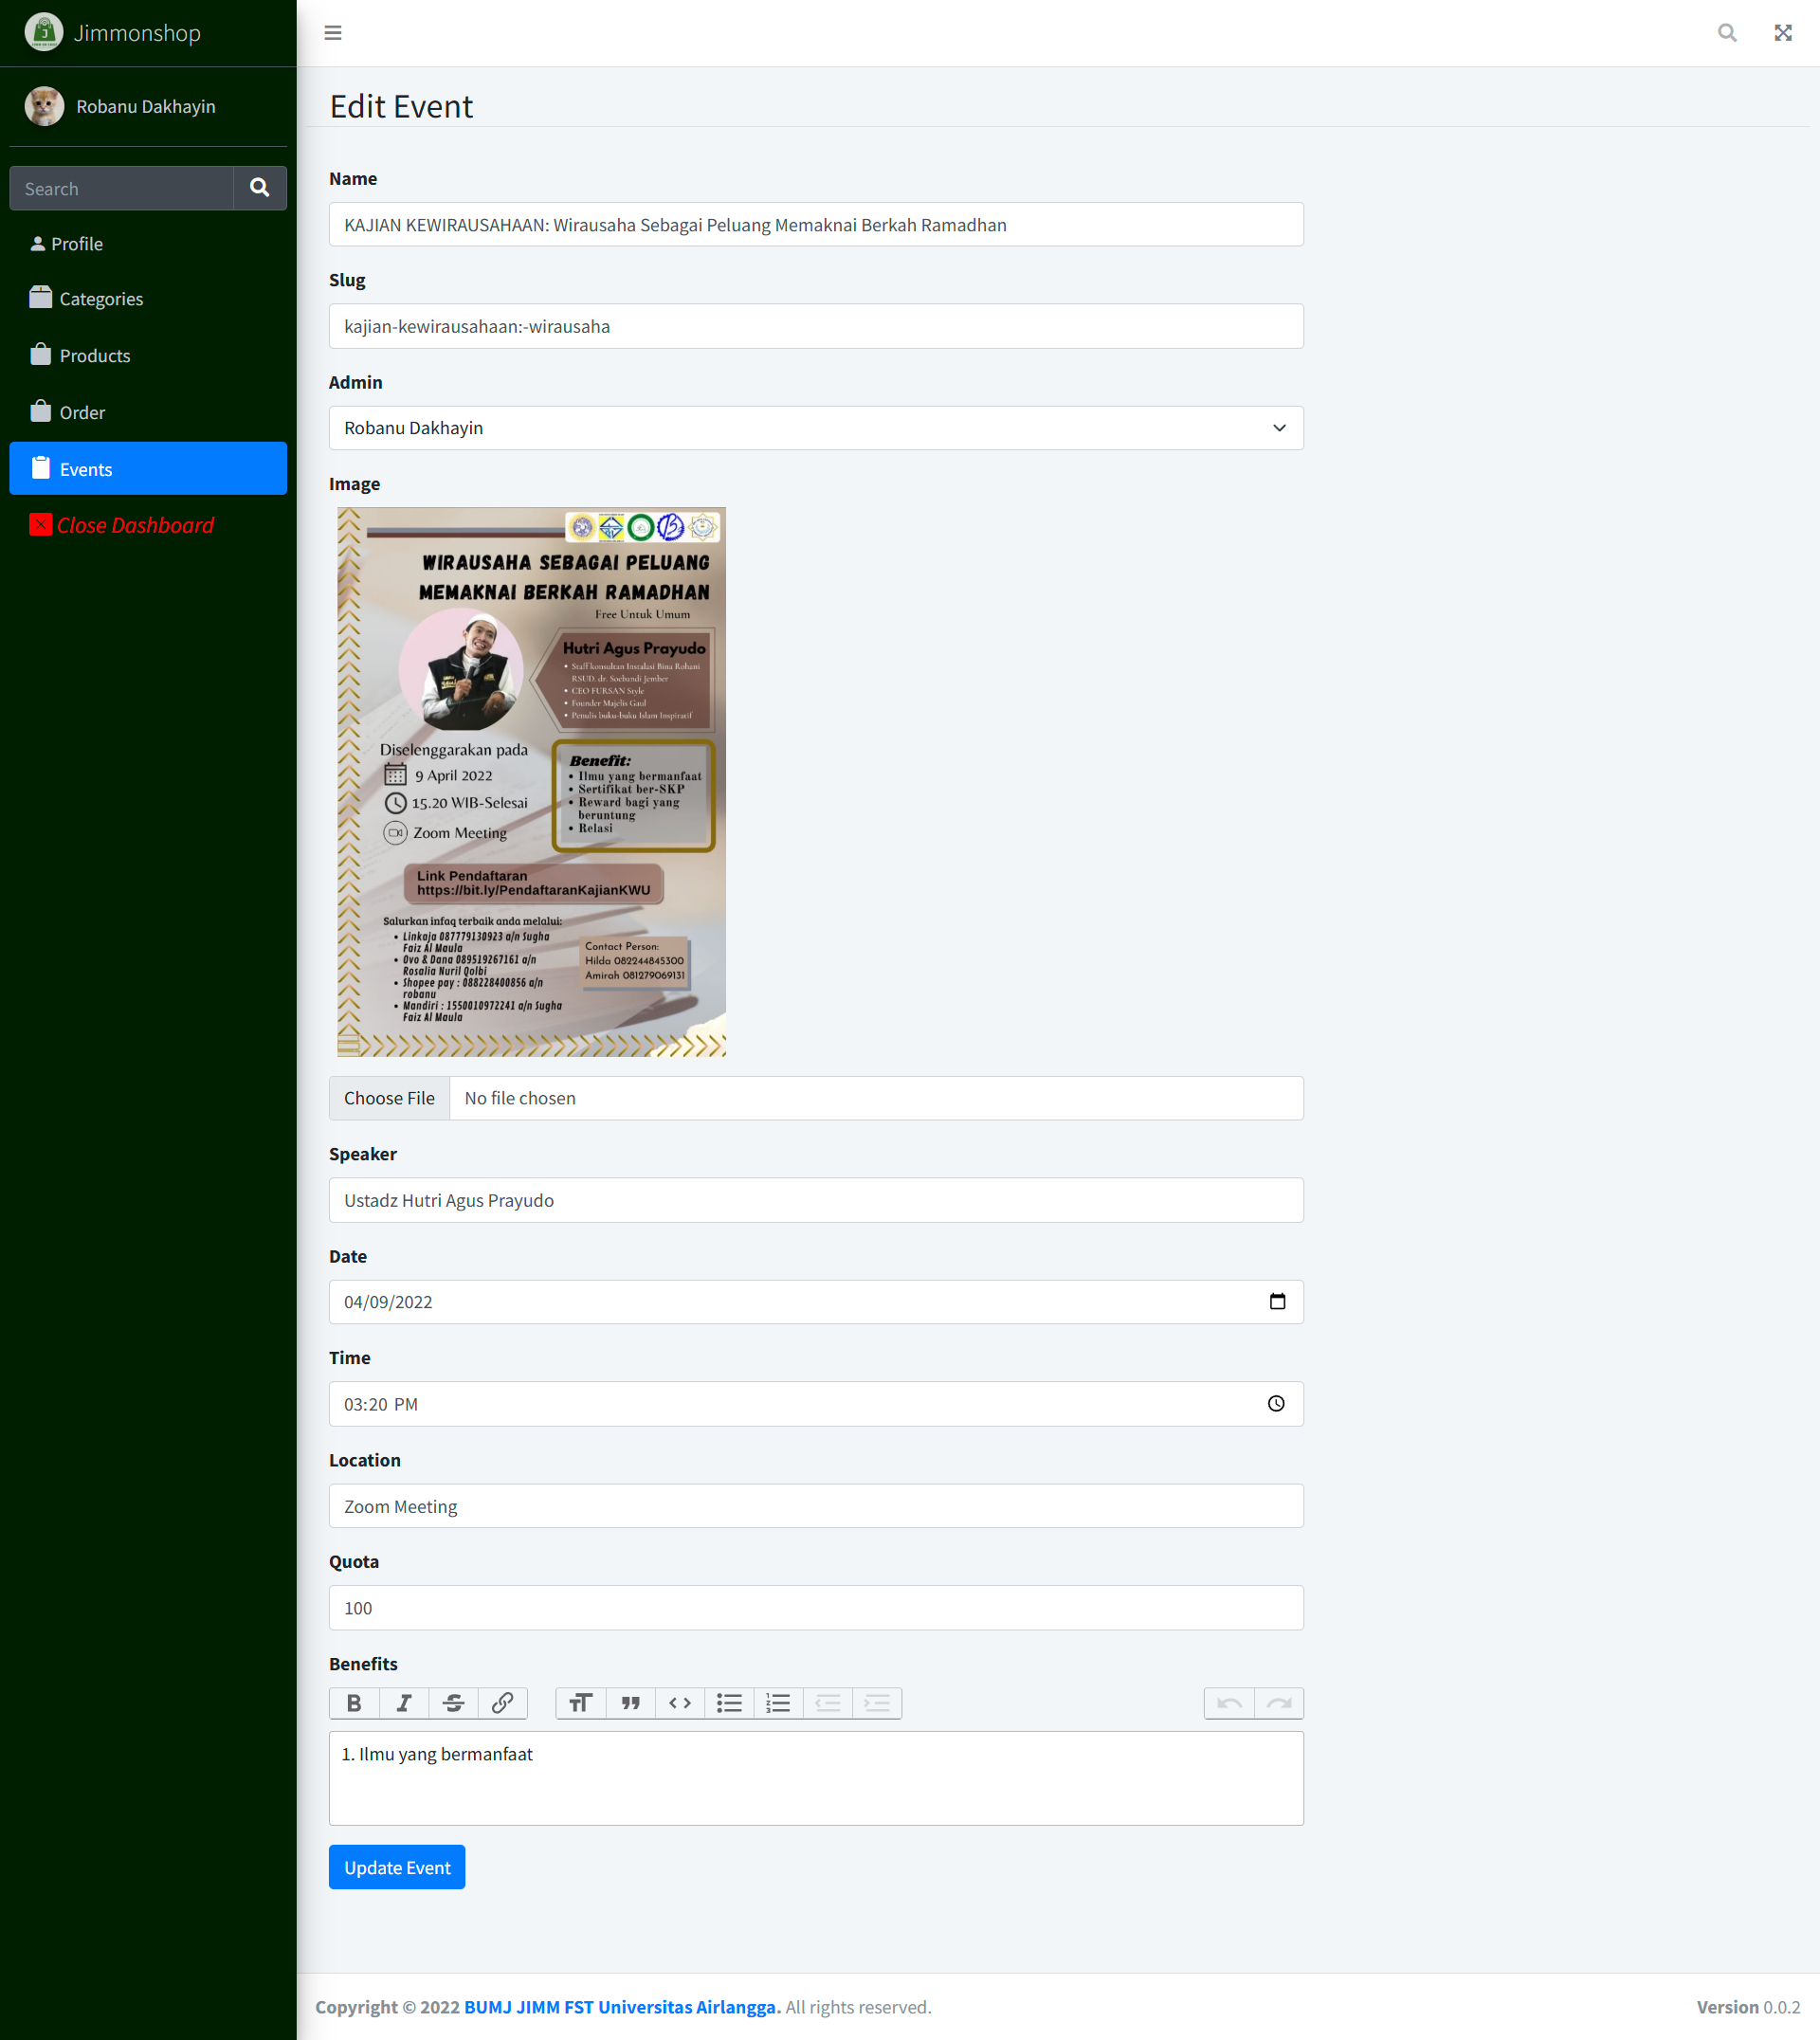 Jimmonshop
Robanu Dakhayin
Search
Profile
Categories
Products
Order
Events
Close Dashboard
Edit Event
Name
KAJIAN KEWIRAUSAHAAN: Wirausaha Sebagai Peluang Memaknai Berkah Ramadhan
Slug
kajian-kewirausahaan:-wirausaha
Admin
Robanu Dakhayin
Image
WIRAUSAHA SEBAGAI PELUANG
MEMAKNAI BERKAH RAMADHAN
Free Untuk Umum
Hutri Agus Prayudo
• Staff konsultan Instalasi Bina Rohani
RSUD. dr. Soebandi Jember
• CEO FURSAN Style
• Founder Majelis Gaul
• Penulis buku-buku Islam Inspiratif
Diselenggarakan pada
9 April 2022
15.20 WIB-Selesai
Zoom Meeting
Benefit:
• Ilmu yang bermanfaat
• Sertifikat ber-SKP
• Reward bagi yang
beruntung
• Relasi
Link Pendaftaran
https://bit.ly/PendaftaranKajianKWU
Salurkan infaq terbaik anda melalui:
• Linkaja 087779130923 a/n Sugha
Faiz Al Maula
• Ovo & Dana 089519267161 a/n
Rosalia Nuril Qolbi
• Shopee pay : 088228400856 a/n
robanu
• Mandiri : 1550010972241 a/n Sugha
Faiz Al Maula
Contact Person:
Hilda 082244845300
Amirah 081279069131
Choose File No file chosen
Speaker
Ustadz Hutri Agus Prayudo
Date
04/09/2022
Time
03:20 PM
Location
Zoom Meeting
Quota
100
Benefits
1. Ilmu yang bermanfaat
Update Event
Copyright © 2022 BUMJ JIMM FST Universitas Airlangga. All rights reserved.
Version 0.0.2